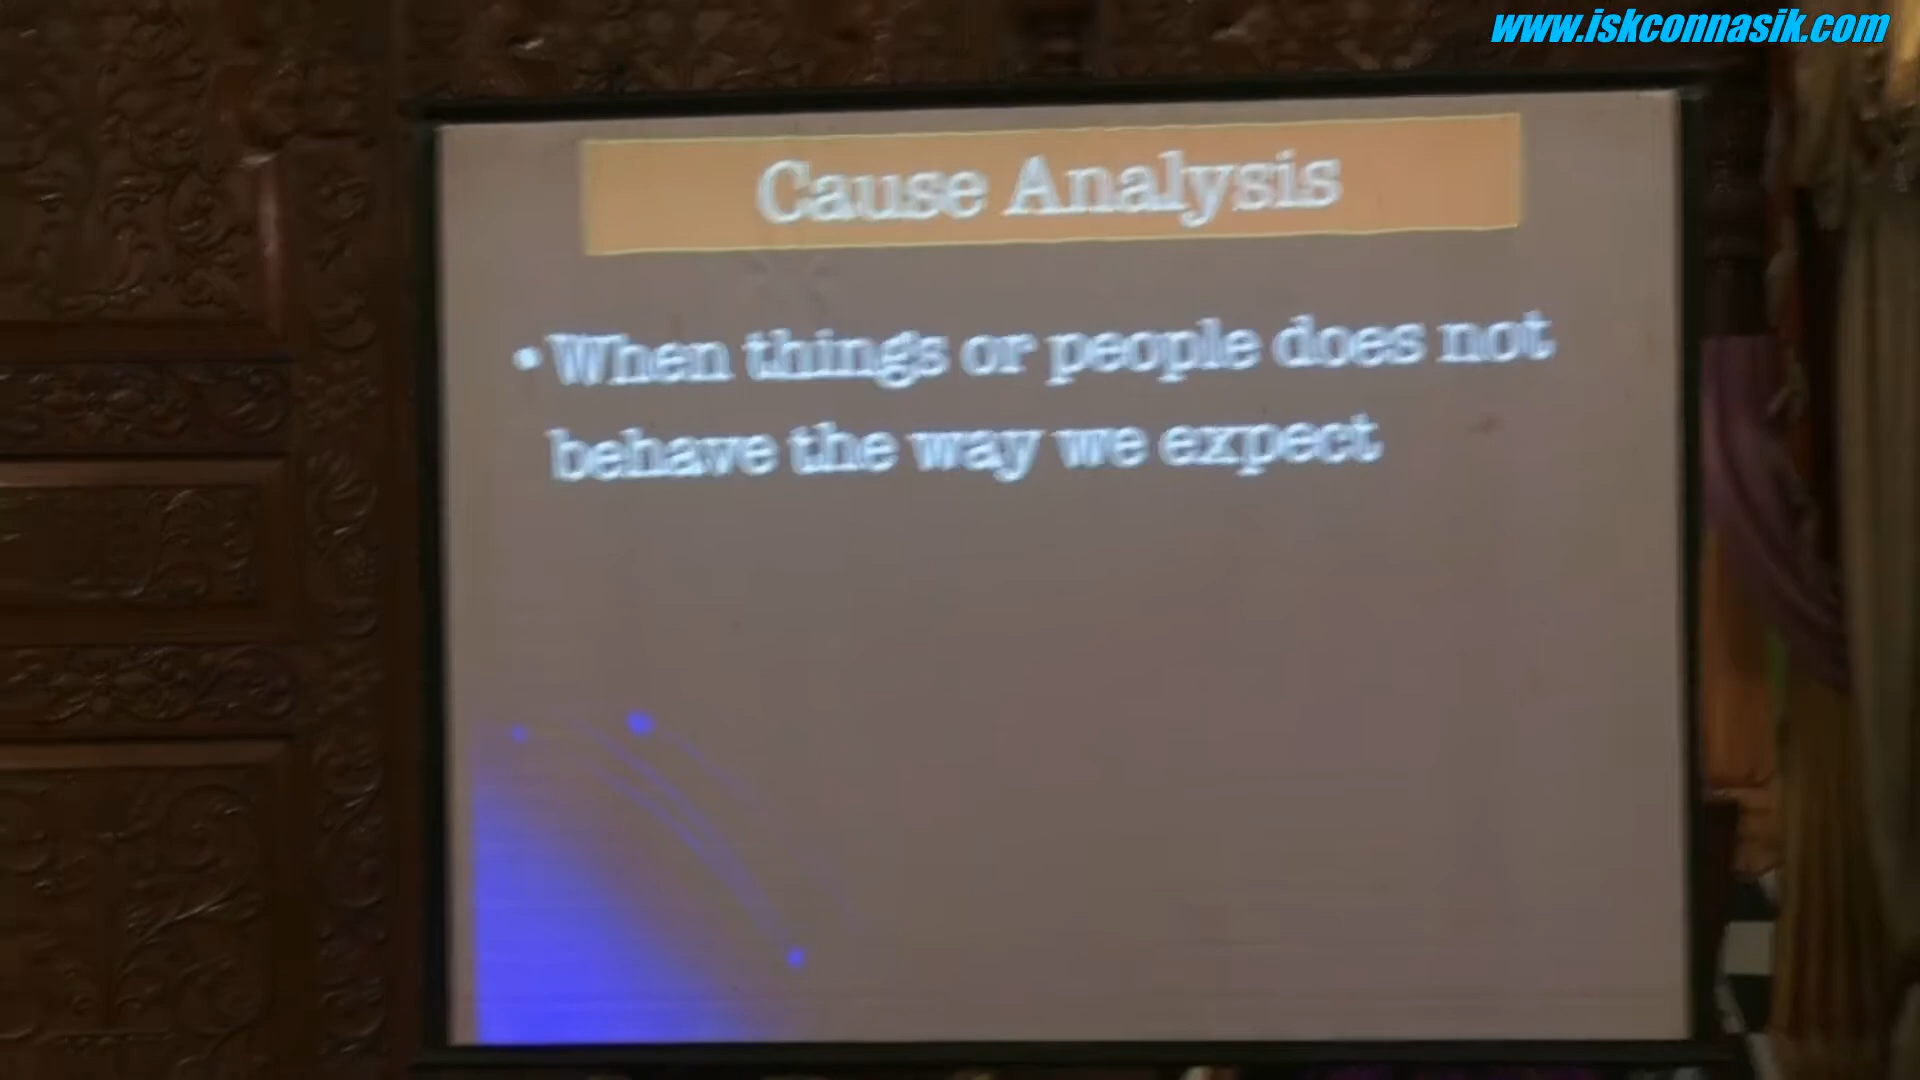 www.iskconnasik.com
Cause Analysis
• When things or people does not
behave the way we expect